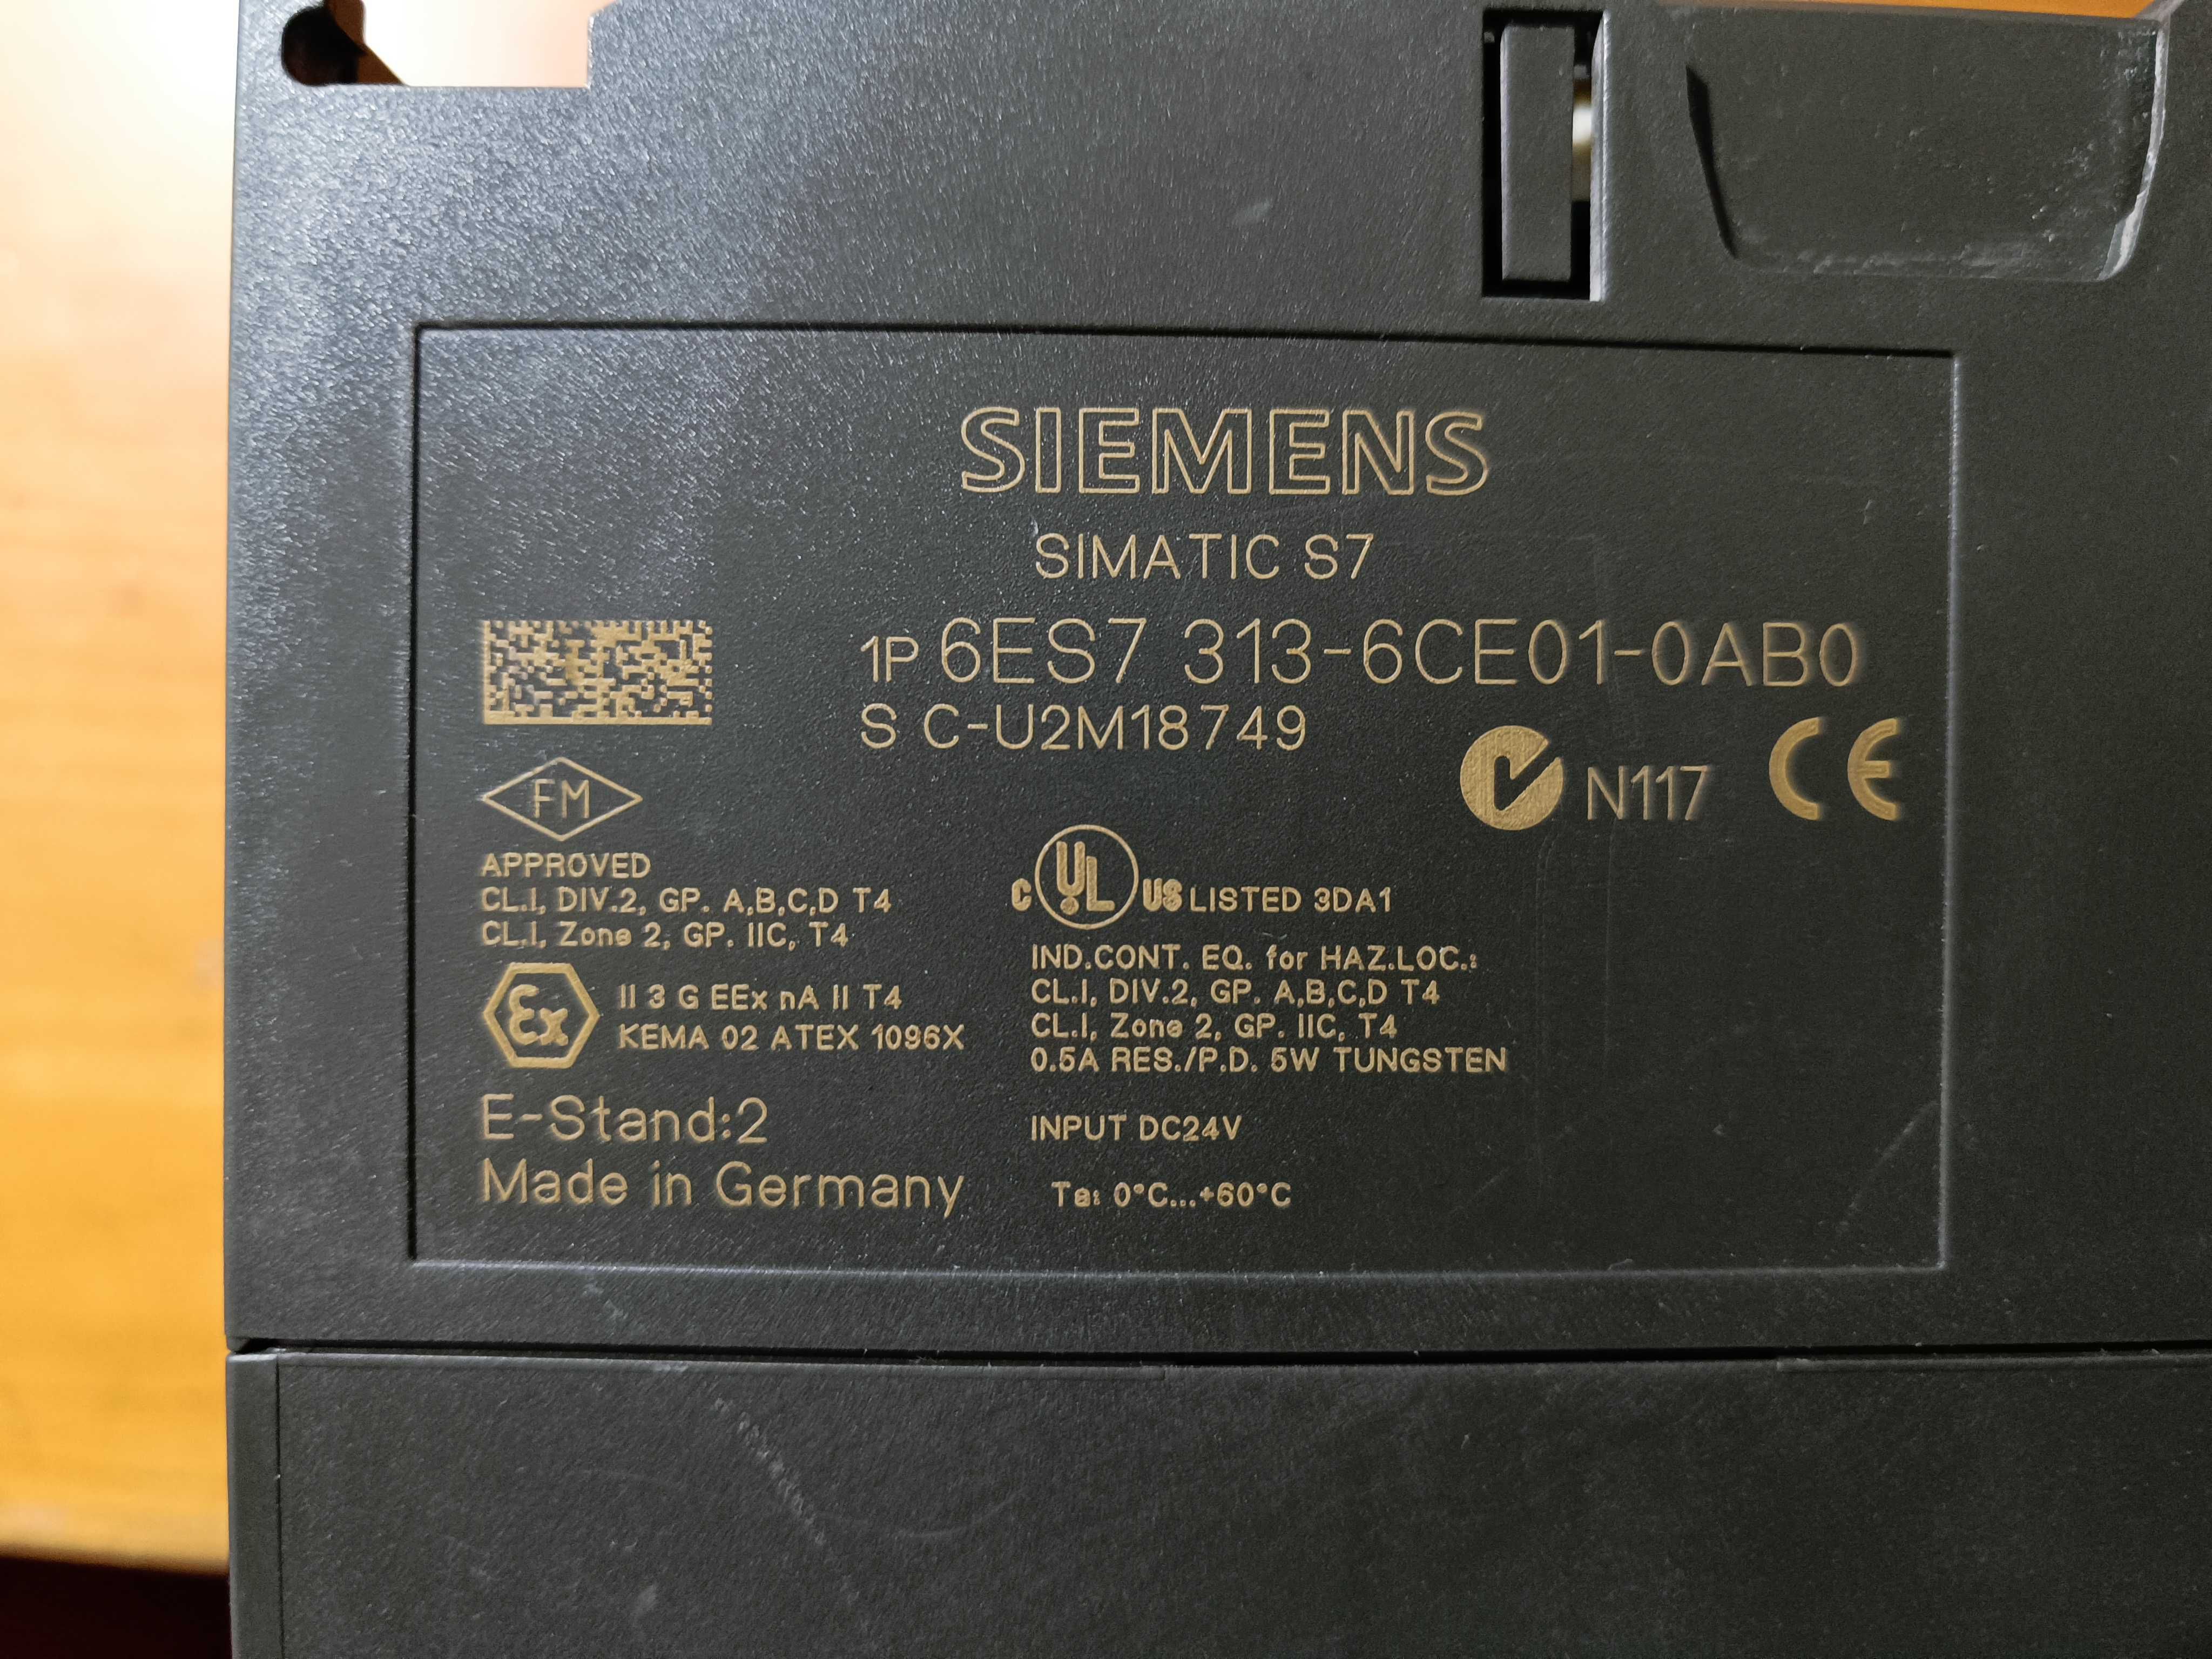 SIEMENS
SIMATIC S7
1P 6ES7 313-6CE01-0AB0
S C-U2M18749
N117 CE
FM
APPROVED
CL.I, DIV.2, GP. A,B,C,D T4
CL.I, Zone 2, GP. IIC, T4
Ex II 3 G EEx nA II T4
KEMA 02 ATEX 1096X
E-Stand:2
Made in Germany
C UL US LISTED 3DA1
IND.CONT. EQ. for HAZ.LOC.:
CL.I, DIV.2, GP. A,B,C,D T4
CL.I, Zone 2, GP. IIC, T4
0.5A RES./P.D. 5W TUNGSTEN
INPUT DC24V
Ta: 0°C...+60°C